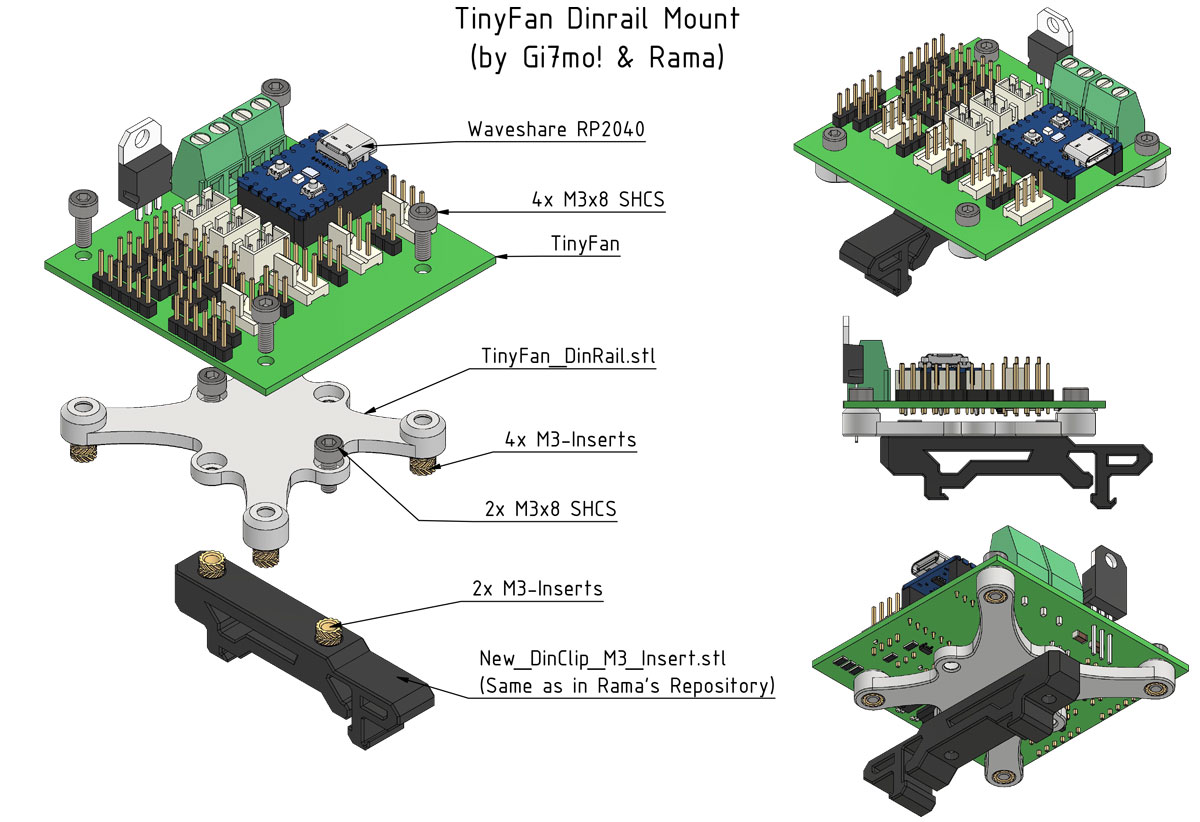 TinyFan Dinrail Mount
(by Gi7mo! & Rama)
Waveshare RP2040
4x M3x8 SHCS
TinyFan
TinyFan_DinRail.stl
4x M3-Inserts
2x M3x8 SHCS
2x M3-Inserts
New_DinClip_M3_Insert.stl
(Same as in Rama's Repository)